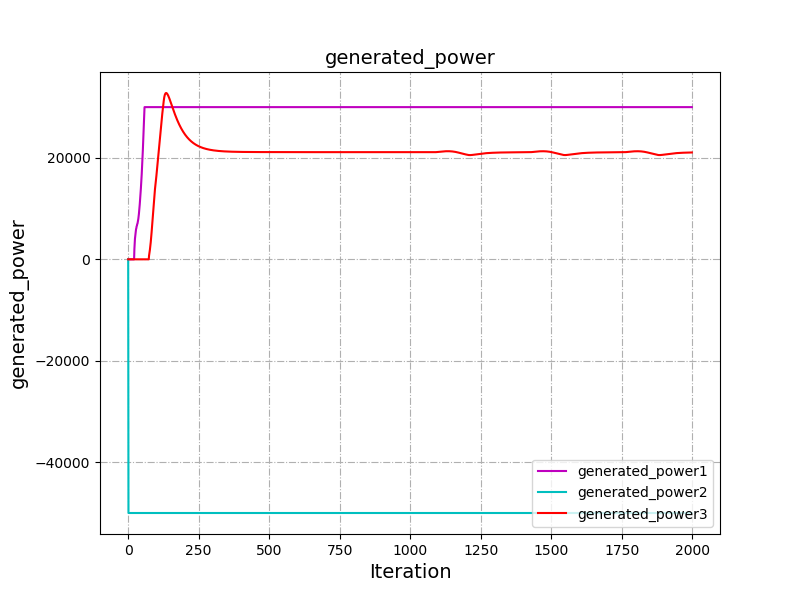 generated_power
generated_power
20000
0
−20000
−40000
generated_power1
generated_power2
generated_power3
0 250 500 750 1000 1250 1500 1750 2000
Iteration